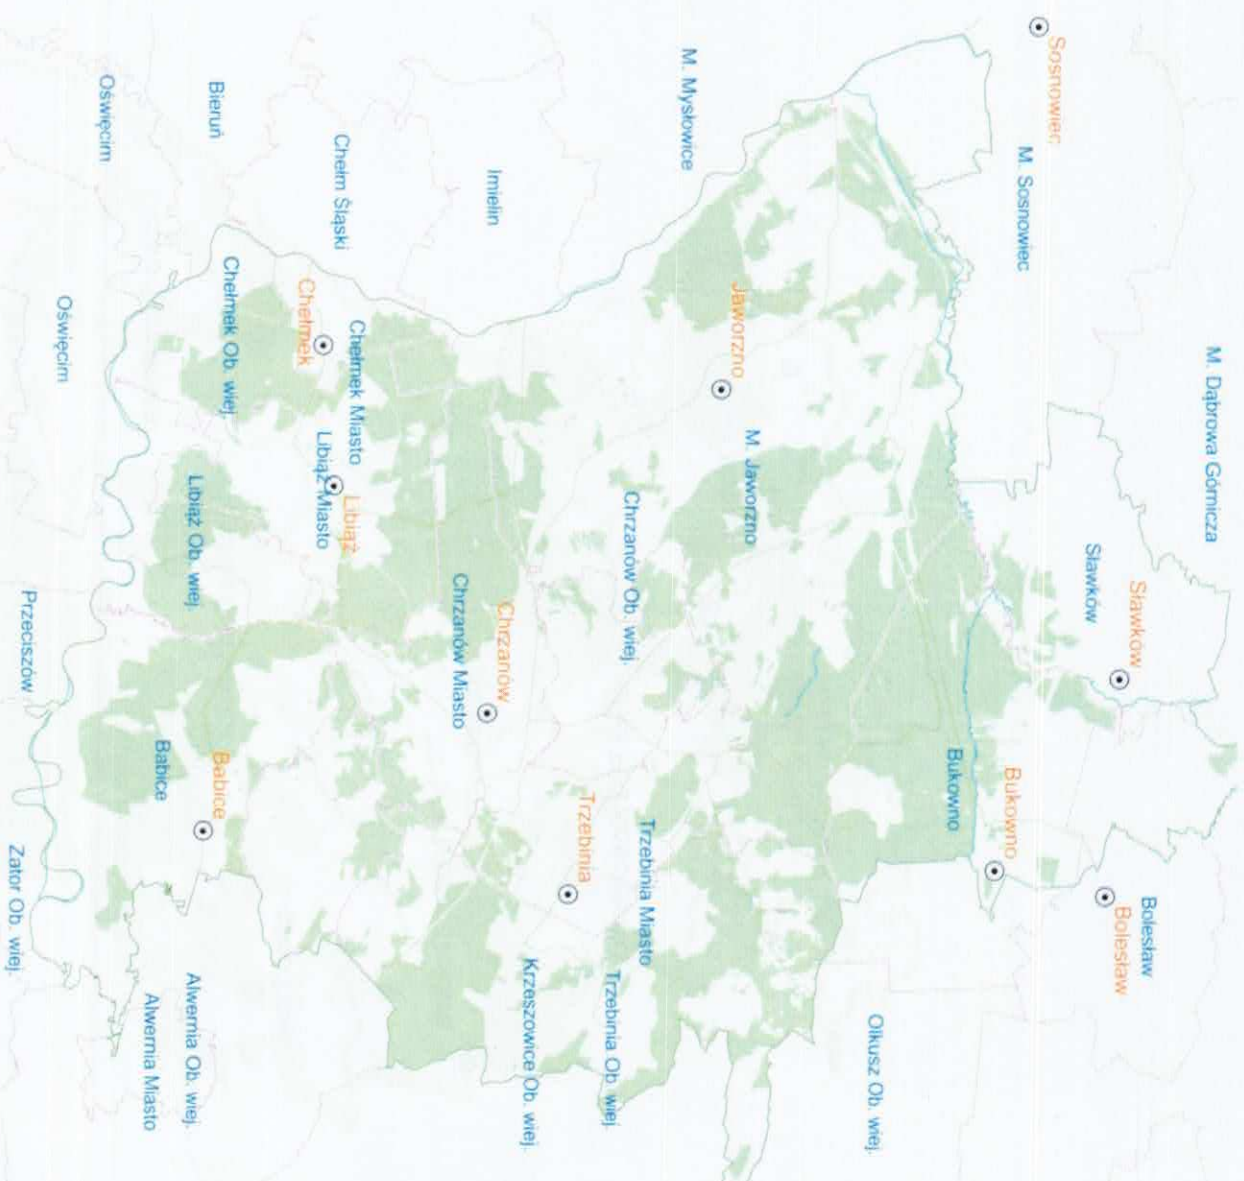 M. Dąbrowa Górnicza
Bolesław
Sławków
Bolesław
Sławków
Sosnowiec
M. Sosnowiec
Bukowno
Bukowno
Olkusz Ob. wiej.
M. Jaworzno
Jaworzno
M. Mysłowice
Trzebinia Miasto
Chrzanów Ob. wiej.
Trzebinia Ob. wiej
Trzebinia
Krzeszowice Ob. wiej.
Chrzanów
Imielin
Chrzanów Miasto
Chełmek Miasto
Libiąż
Chełm Śląski
Libiąż Miasto
Chełmek
Chełmek Ob. wiej.
Babice
Bieruń
Libiąż Ob. wiej.
Alwernia Ob. wiej.
Babice
Alwernia Miasto
Oświęcim
Oświęcim
Przeciszów
Zator Ob. wiej.